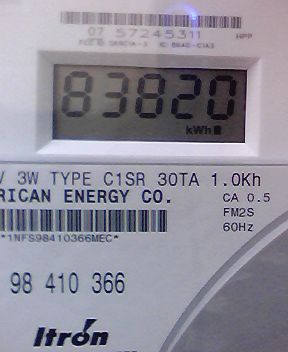 07 57245311
83820
kWh
V 3W TYPE C1SR 30TA 1.0Kh
RICAN ENERGY CO. CA 0.5
FM2S
60Hz
*1NFS98410366MEC*
98 410 366
Itrón